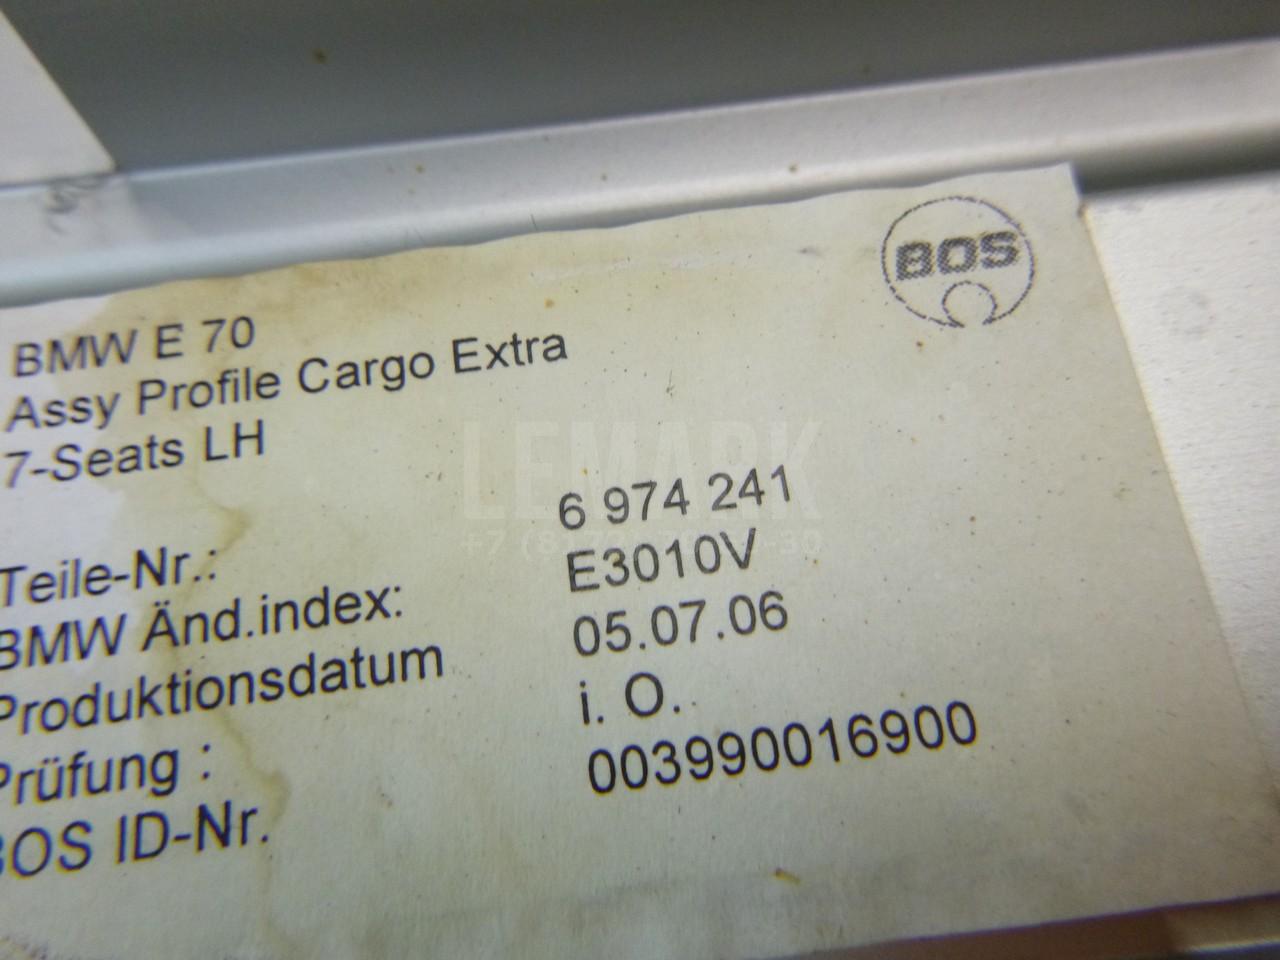 BOS
BMW E 70
Assy Profile Cargo Extra
7-Seats LH
Teile-Nr.: 6 974 241
BMW Änd.index: E3010V
Produktionsdatum 05.07.06
Prüfung : i. O.
BOS ID-Nr. 003990016900
LEMARK